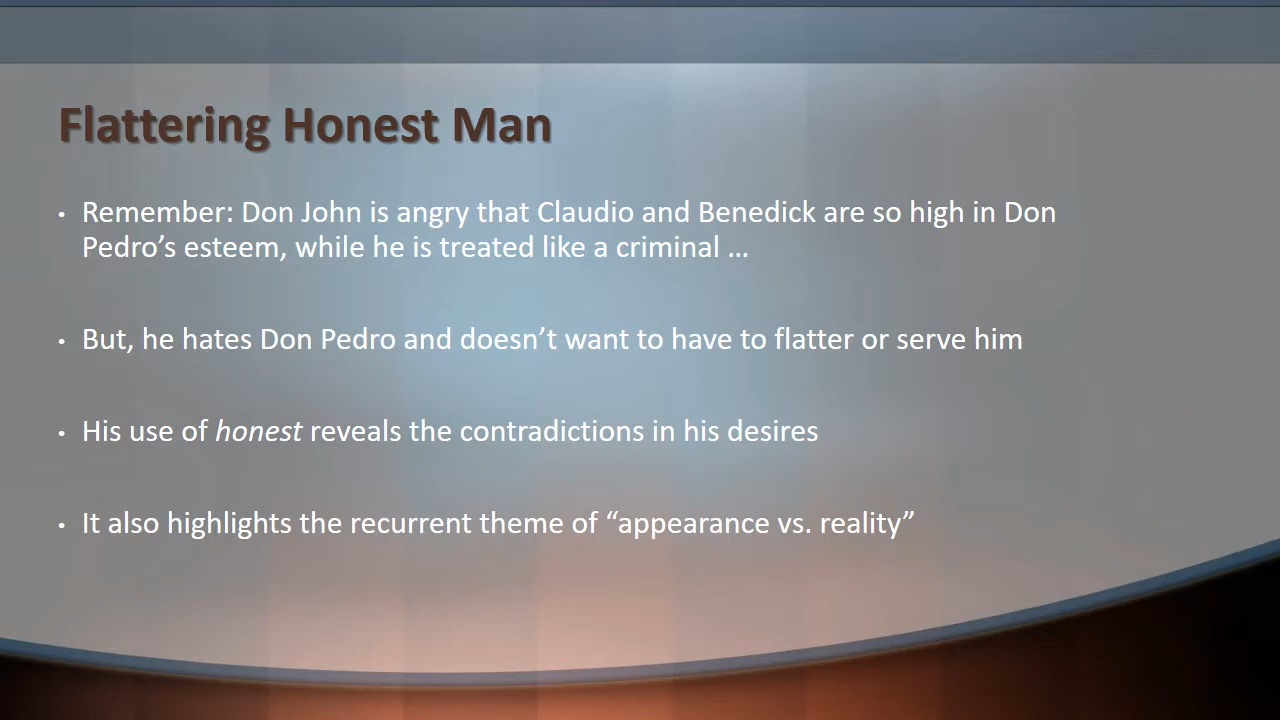 Flattering Honest Man
• Remember: Don John is angry that Claudio and Benedick are so high in Don
Pedro’s esteem, while he is treated like a criminal …
• But, he hates Don Pedro and doesn’t want to have to flatter or serve him
• His use of honest reveals the contradictions in his desires
• It also highlights the recurrent theme of “appearance vs. reality”